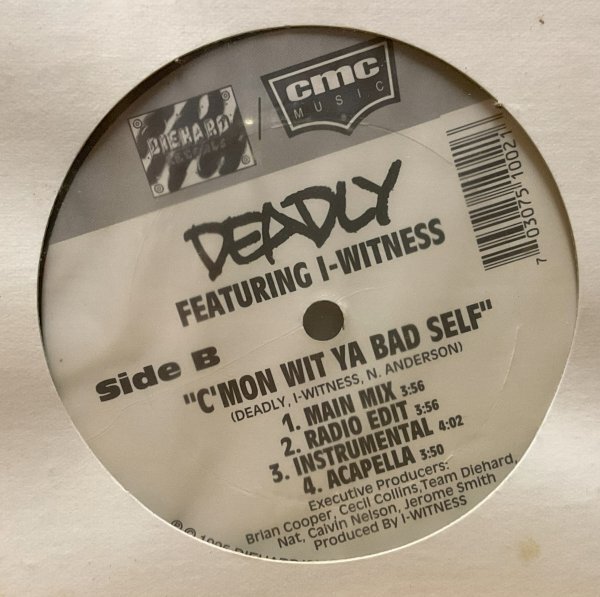 DIEHARD
RECORDS
cmc
MUSIC
®
DEADLY
FEATURING I-WITNESS
7 03075 10021
Side B
"C'MON WIT YA BAD SELF"
(DEADLY, I-WITNESS, N. ANDERSON)
1. MAIN MIX 3:56
2. RADIO EDIT 3:56
3. INSTRUMENTAL 4:02
4. ACAPELLA 3:50
Executive Producers:
Brian Cooper, Cecil Collins, Team Diehard,
Nat, Calvin Nelson, Jerome Smith
Produced By I-WITNESS